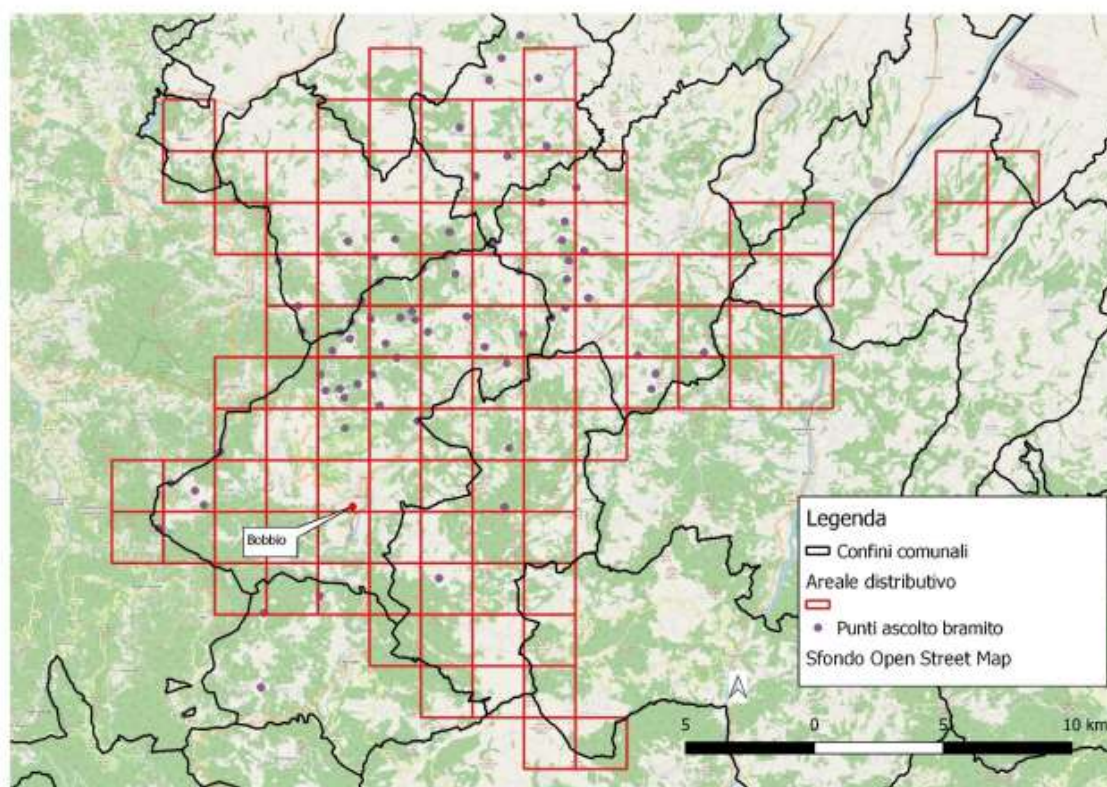 Bobbio
Legenda
Confini comunali
Areale distributivo
Punti ascolto bramito
Sfondo Open Street Map
5 0 5 10 km